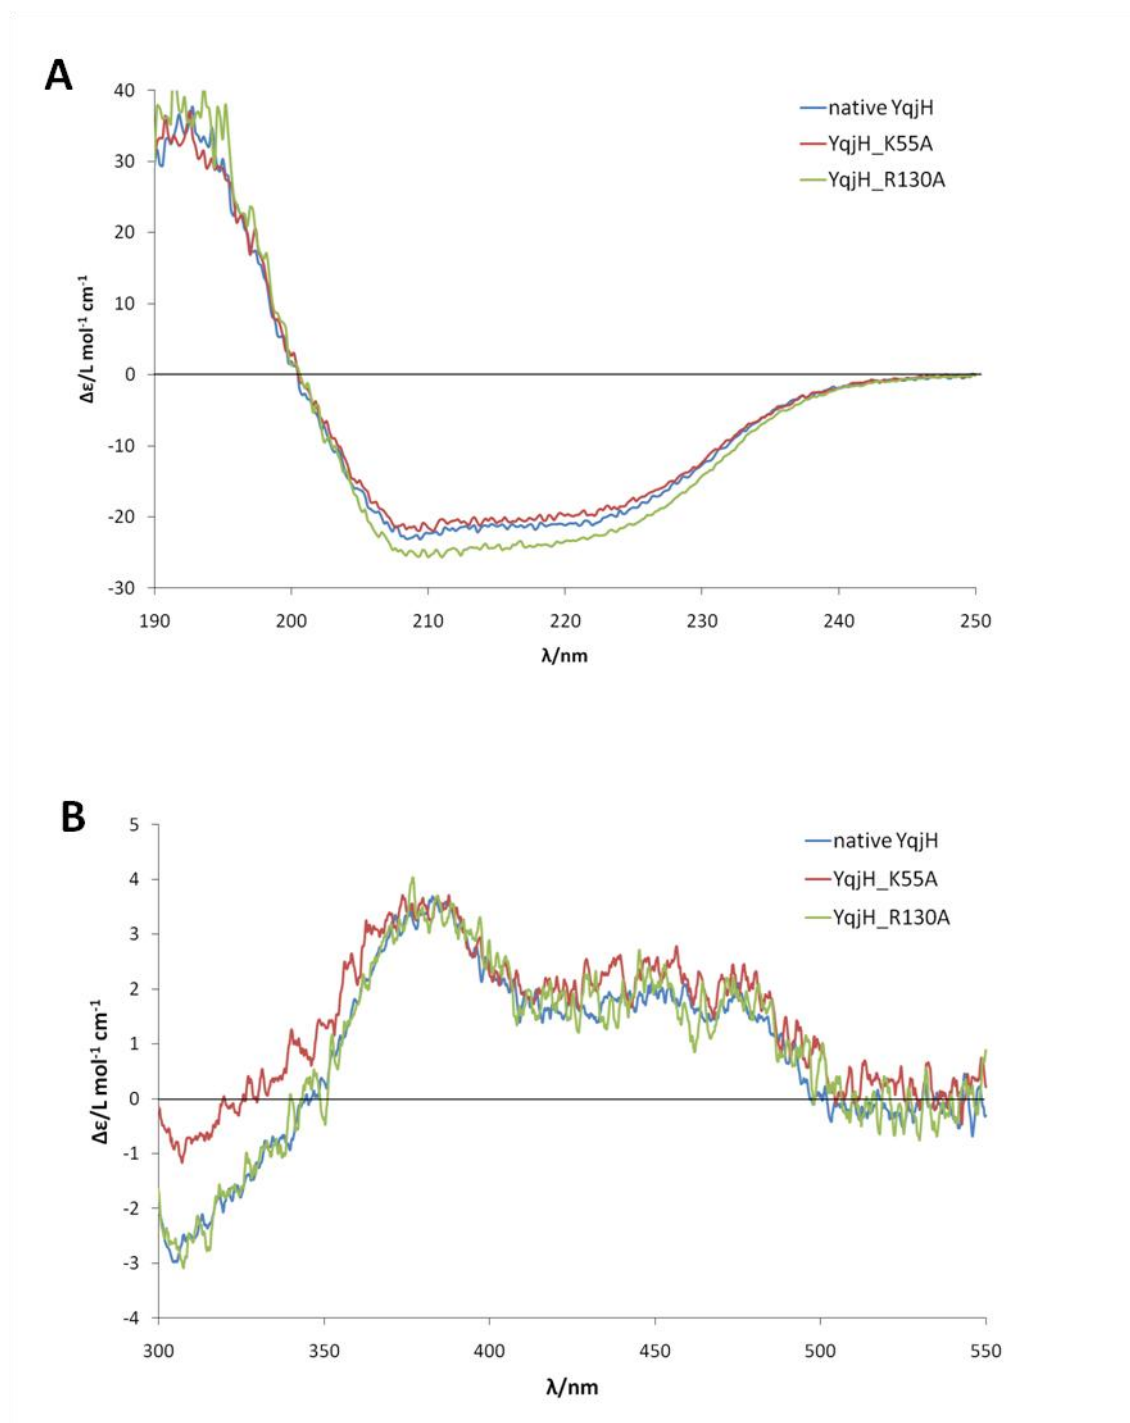 A
40
30
20
10
0
-10
-20
-30
Δε/L mol-1 cm-1
native YqjH
YqjH_K55A
YqjH_R130A
190 200 210 220 230 240 250
λ/nm
B
5
4
3
2
1
0
-1
-2
-3
-4
Δε/L mol-1 cm-1
native YqjH
YqjH_K55A
YqjH_R130A
300 350 400 450 500 550
λ/nm